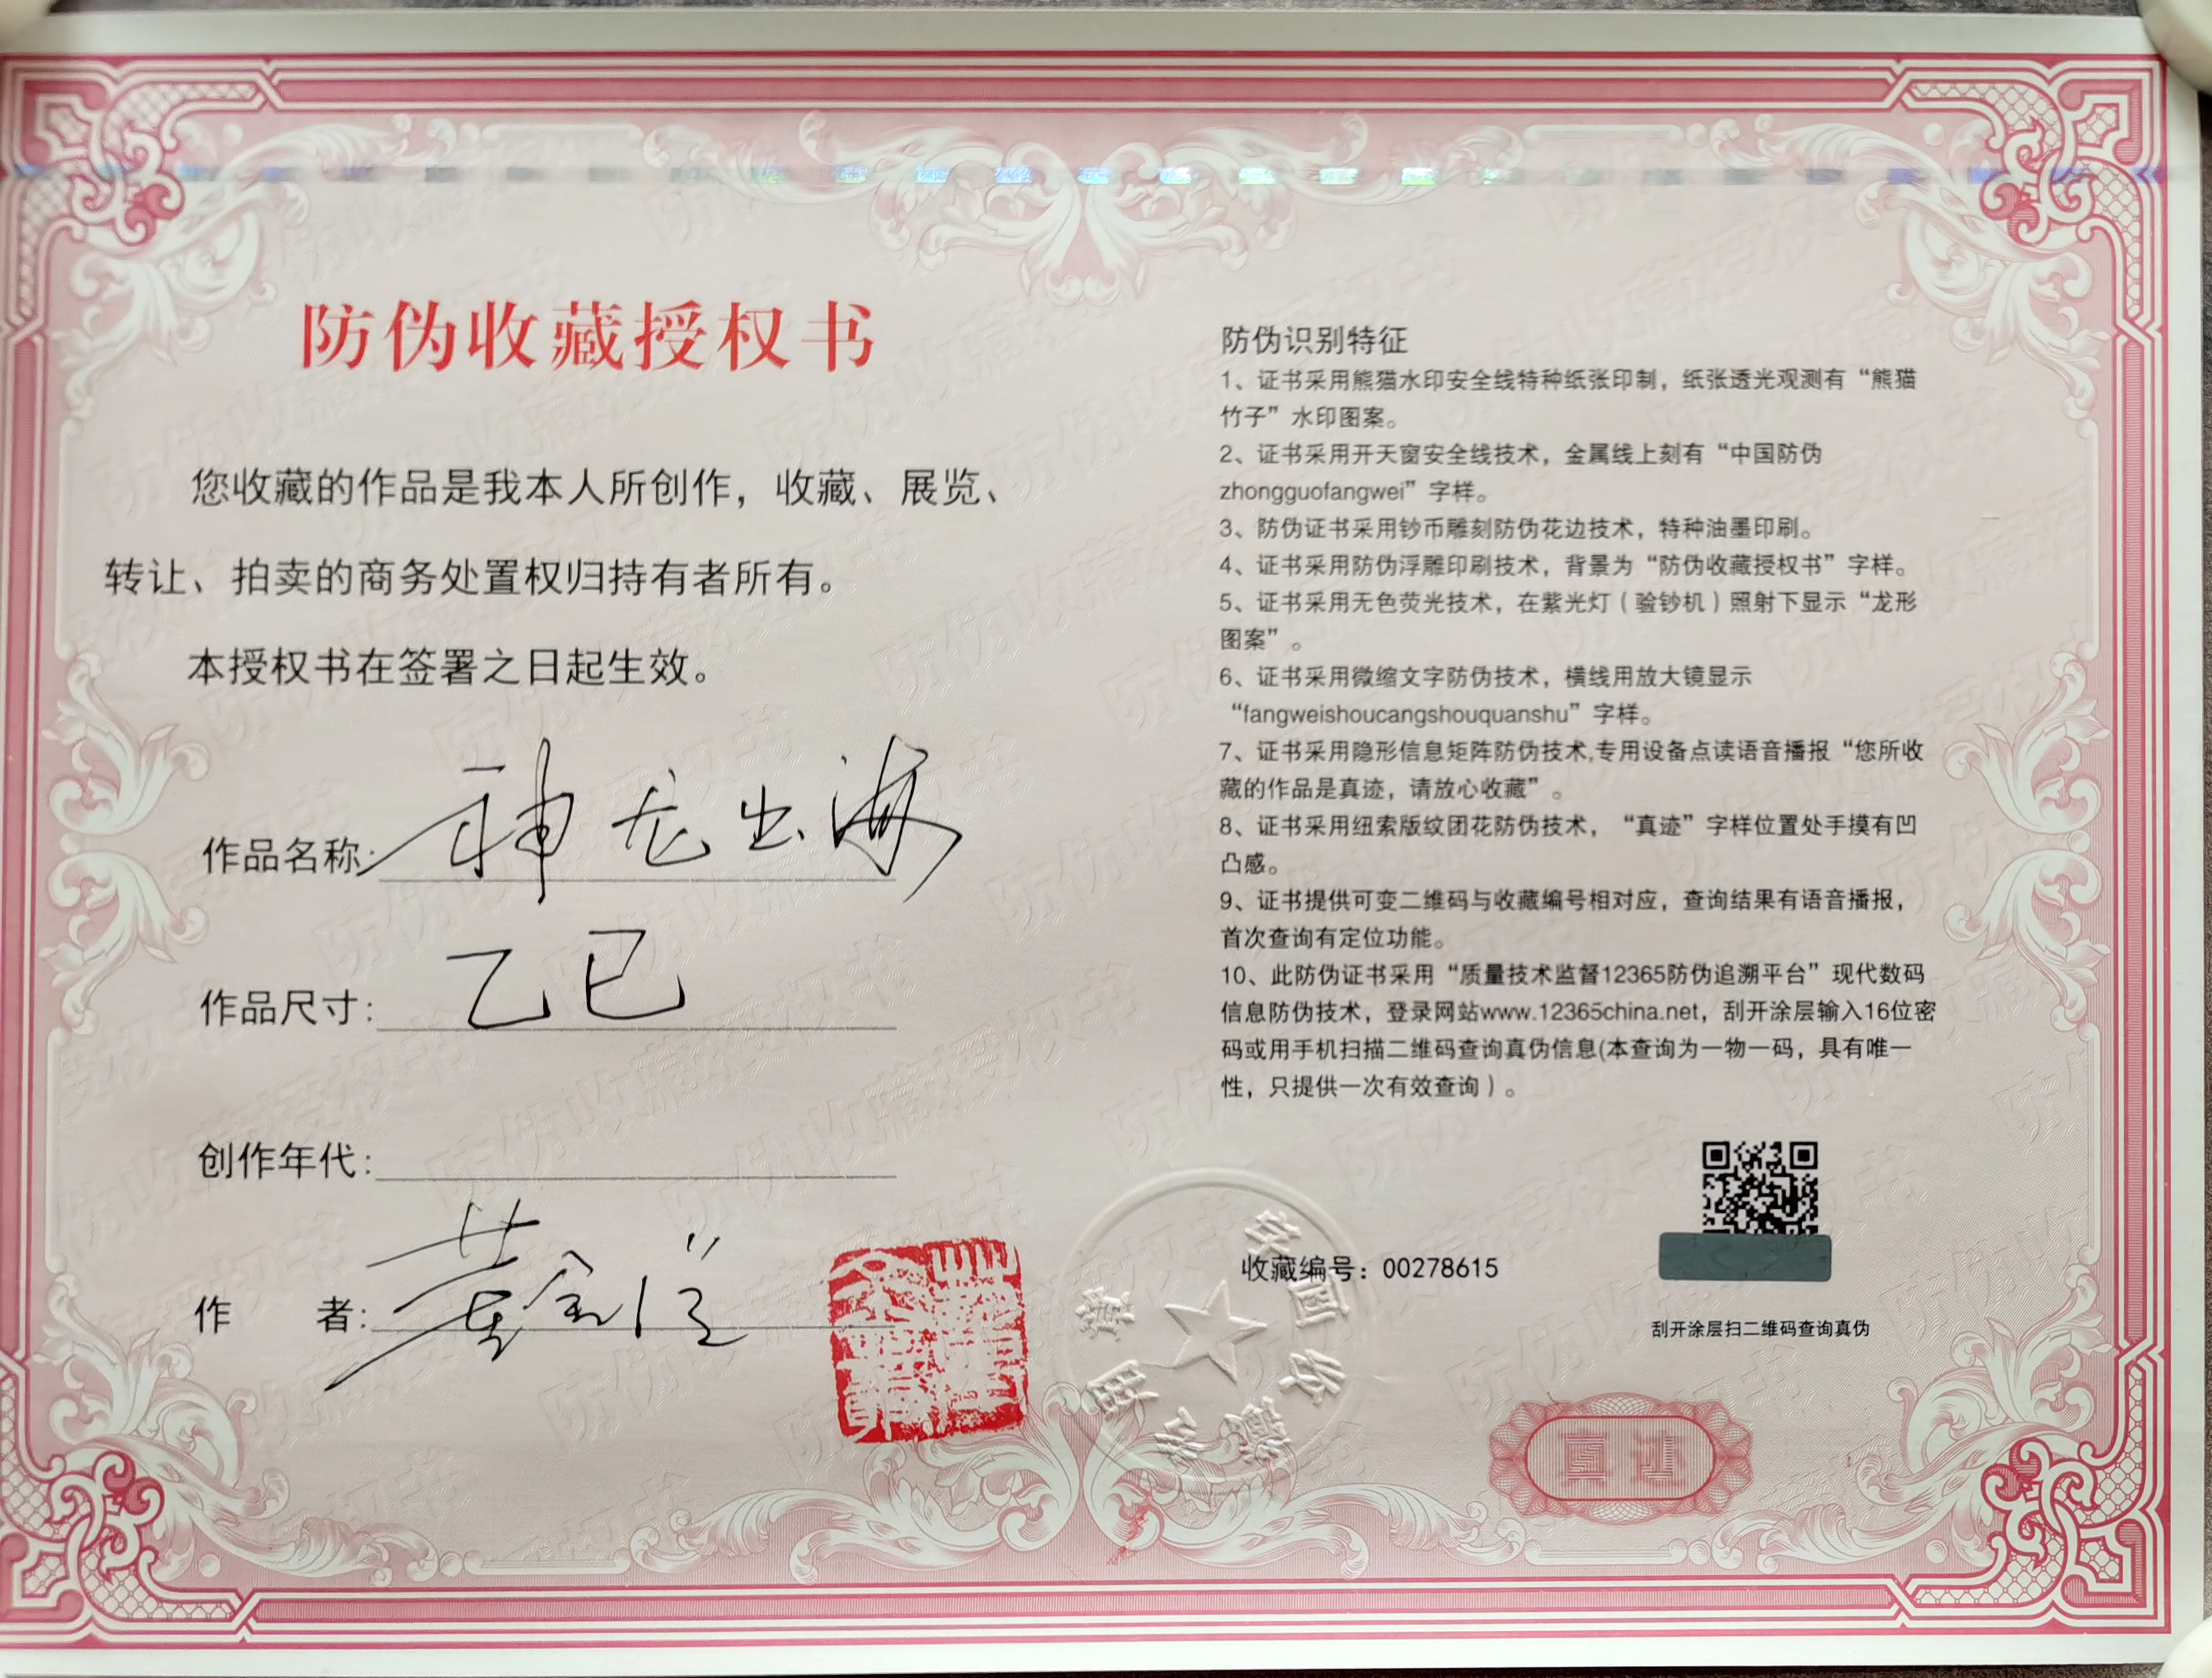 防伪收藏授权书
您收藏的作品是我本人所创作，收藏、展览、
转让、拍卖的商务处置权归持有者所有。
本授权书在签署之日起生效。
作品名称:神龙出海
作品尺寸:乙巳
创作年代:
作 者:黄
防伪识别特征
1、证书采用熊猫水印安全线特种纸张印制，纸张透光观测有“熊猫
竹子”水印图案。
2、证书采用开天窗安全线技术，金属线上刻有“中国防伪
zhongguofangwei”字样。
3、防伪证书采用钞币雕刻防伪花边技术，特种油墨印刷。
4、证书采用防伪浮雕印刷技术，背景为“防伪收藏授权书”字样。
5、证书采用无色荧光技术，在紫光灯（验钞机）照射下显示“龙形
图案”。
6、证书采用微缩文字防伪技术，横线用放大镜显示
“fangweishoucangshouquanshu”字样。
7、证书采用隐形信息矩阵防伪技术,专用设备点读语音播报“您所收
藏的作品是真迹，请放心收藏”。
8、证书采用纽索版纹团花防伪技术，“真迹”字样位置处手摸有凹
凸感。
9、证书提供可变二维码与收藏编号相对应，查询结果有语音播报，
首次查询有定位功能。
10、此防伪证书采用“质量技术监督12365防伪追溯平台”现代数码
信息防伪技术，登录网站www.12365china.net，刮开涂层输入16位密
码或用手机扫描二维码查询真伪信息(本查询为一物一码，具有唯一
性，只提供一次有效查询）。
收藏编号：00278615
刮开涂层扫二维码查询真伪
真迹